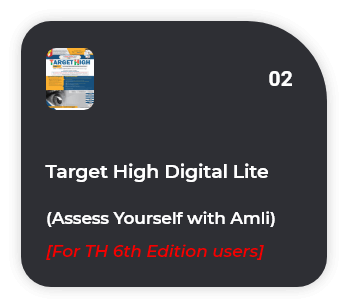 TARGET HIGH
02
Target High Digital Lite
(Assess Yourself with Amli)
[For TH 6th Edition users]